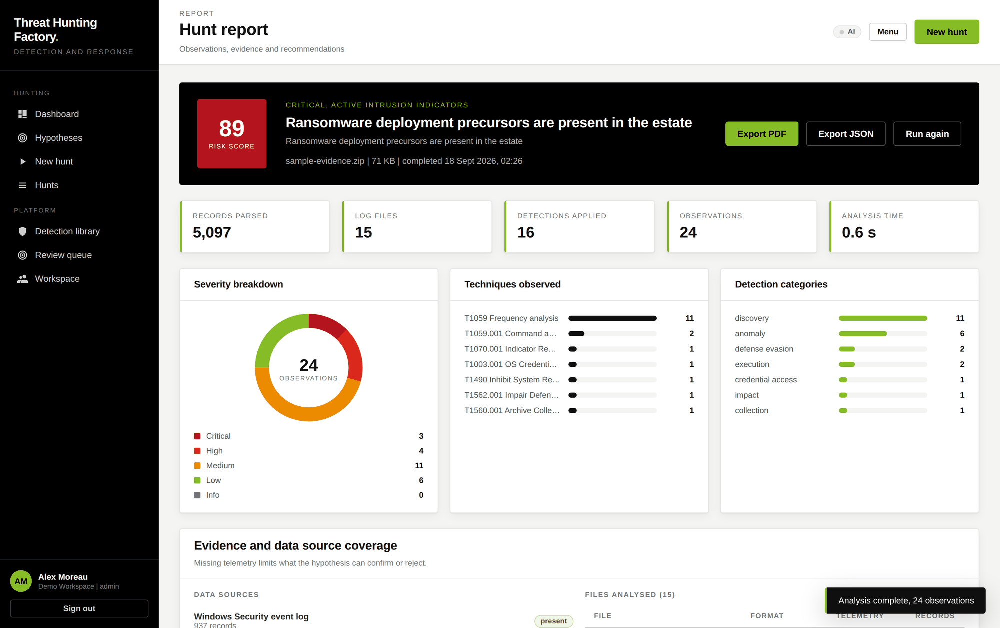 Threat Hunting
Factory.
DETECTION AND RESPONSE
HUNTING
Dashboard
Hypotheses
New hunt
Hunts
PLATFORM
Detection library
Review queue
Workspace
AM
Alex Moreau
Demo Workspace | admin
Sign out
REPORT
Hunt report
Observations, evidence and recommendations
AI
Menu
New hunt
89
RISK SCORE
CRITICAL, ACTIVE INTRUSION INDICATORS
Ransomware deployment precursors are present in the estate
Ransomware deployment precursors are present in the estate
sample-evidence.zip | 71 KB | completed 18 Sept 2026, 02:26
Export PDF
Export JSON
Run again
RECORDS PARSED
5,097
LOG FILES
15
DETECTIONS APPLIED
16
OBSERVATIONS
24
ANALYSIS TIME
0.6 s
Severity breakdown
24
OBSERVATIONS
Critical 3
High 4
Medium 11
Low 6
Info 0
Techniques observed
T1059 Frequency analysis 11
T1059.001 Command a… 2
T1070.001 Indicator Re… 1
T1003.001 OS Credenti… 1
T1490 Inhibit System Re… 1
T1562.001 Impair Defen… 1
T1560.001 Archive Colle… 1
Detection categories
discovery 11
anomaly 6
defense evasion 2
execution 2
credential access 1
impact 1
collection 1
Evidence and data source coverage
Missing telemetry limits what the hypothesis can confirm or reject.
DATA SOURCES
Windows Security event log
937 records
present
FILES ANALYSED (15)
FILE FORMAT TELEMETRY RECORDS
Analysis complete, 24 observations